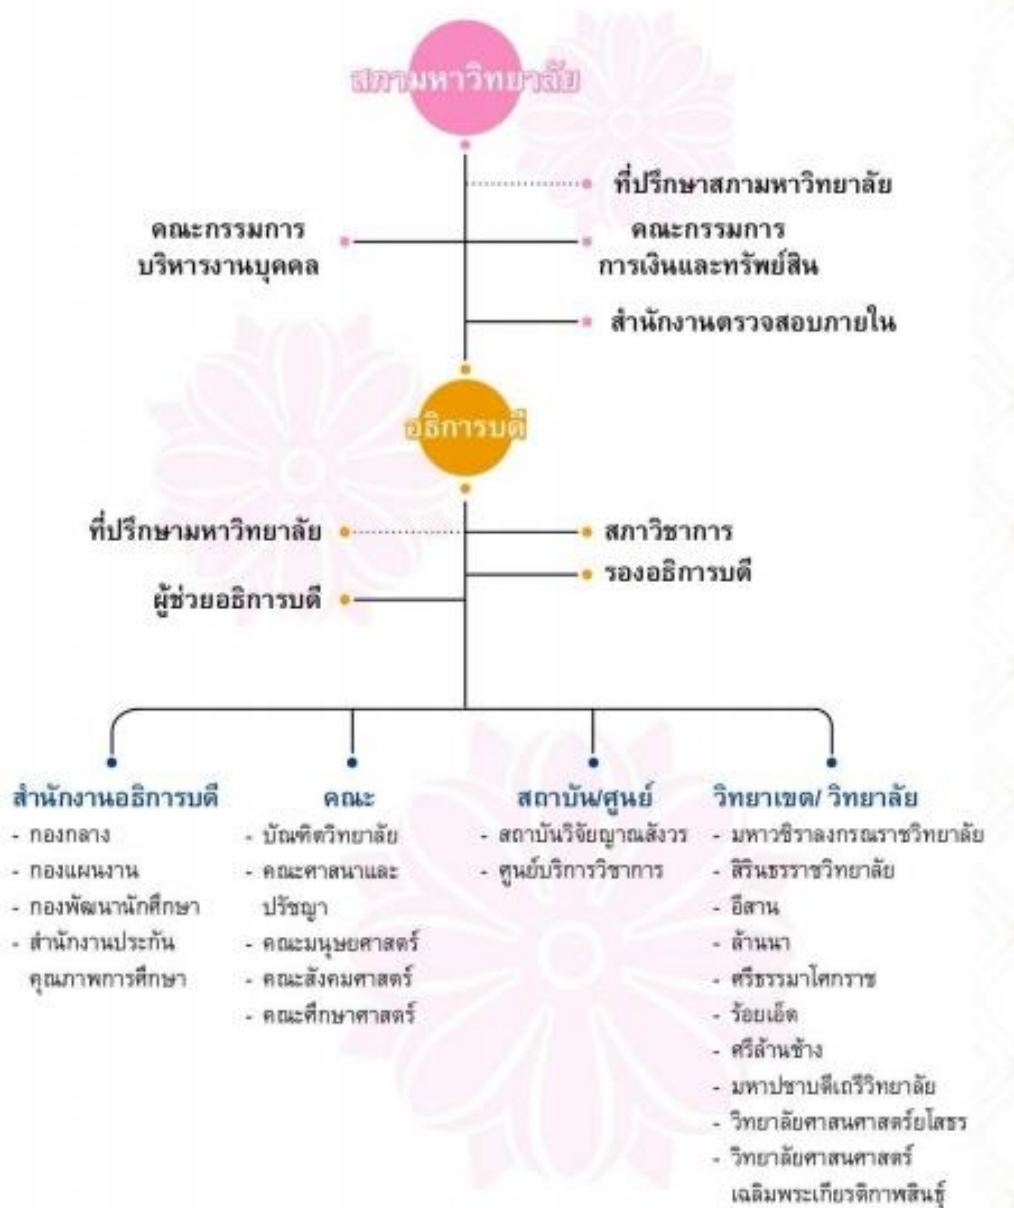 สภามหาวิทยาลัย
ที่ปรึกษาสภามหาวิทยาลัย
คณะกรรมการ
บริหารงานบุคคล
คณะกรรมการ
การเงินและทรัพย์สิน
สำนักงานตรวจสอบภายใน
อธิการบดี
ที่ปรึกษามหาวิทยาลัย
สภาวิชาการ
รองอธิการบดี
ผู้ช่วยอธิการบดี
สำนักงานอธิการบดี
- กองกลาง
- กองแผนงาน
- กองพัฒนานักศึกษา
- สำนักงานประกัน
คุณภาพการศึกษา
คณะ
- บัณฑิตวิทยาลัย
- คณะศาสนาและ
ปรัชญา
- คณะมนุษยศาสตร์
- คณะสังคมศาสตร์
- คณะศึกษาศาสตร์
สถาบัน/ศูนย์
- สถาบันวิจัยญาณสังวร
- ศูนย์บริการวิชาการ
วิทยาเขต/ วิทยาลัย
- มหาวชิราลงกรณราชวิทยาลัย
- สิรินธรราชวิทยาลัย
- อีสาน
- ล้านนา
- ศรีธรรมาโศกราช
- ร้อยเอ็ด
- ศรีล้านช้าง
- มหาปชาบดีเถรีวิทยาลัย
- วิทยาลัยศาสนศาสตร์ยโสธร
- วิทยาลัยศาสนศาสตร์
เฉลิมพระเกียรติกาฬสินธุ์